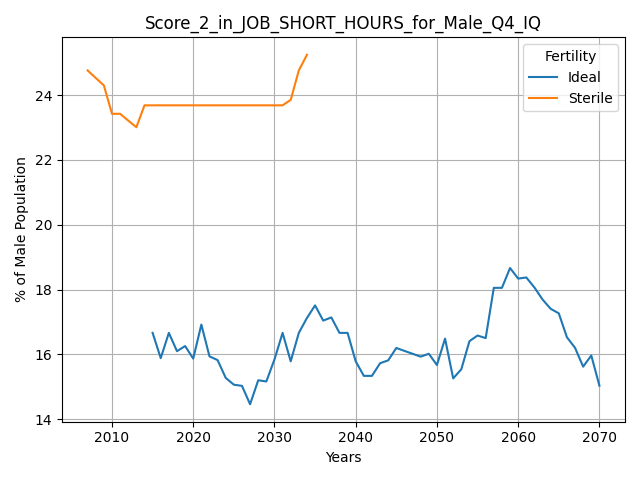 Score_2_in_JOB_SHORT_HOURS_for_Male_Q4_IQ
Fertility
Ideal
Sterile
% of Male Population
24
22
20
18
16
14
2010 2020 2030 2040 2050 2060 2070
Years